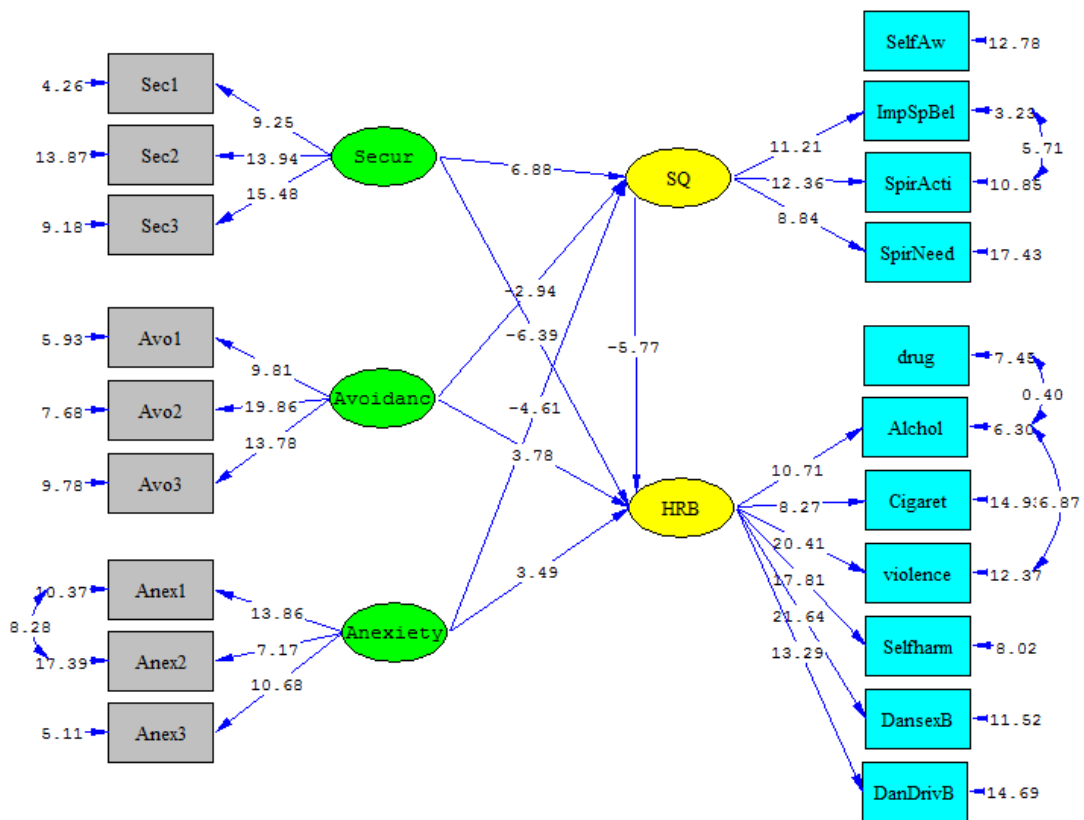 SelfAw
12.78
4.26
Sec1
ImpSpBel
3.23
9.25
11.21
5.71
13.87
Sec2
13.94
Secur
6.88
SQ
12.36
SpirActi
10.85
15.48
8.84
9.18
Sec3
SpirNeed
17.43
-2.94
5.93
Avo1
-6.39
-5.77
drug
7.45
9.81
0.40
7.68
Avo2
19.86
Avoidanc
-4.61
Alchol
6.30
13.78
3.78
10.71
9.78
Avo3
HRB
8.27
Cigaret
14.93
6.87
20.41
3.49
violence
12.37
10.37
Anex1
17.81
13.86
21.64
8.28
Anexiety
7.17
13.29
Selfharm
8.02
17.39
Anex2
10.68
5.11
Anex3
DansexB
11.52
DanDrivB
14.69